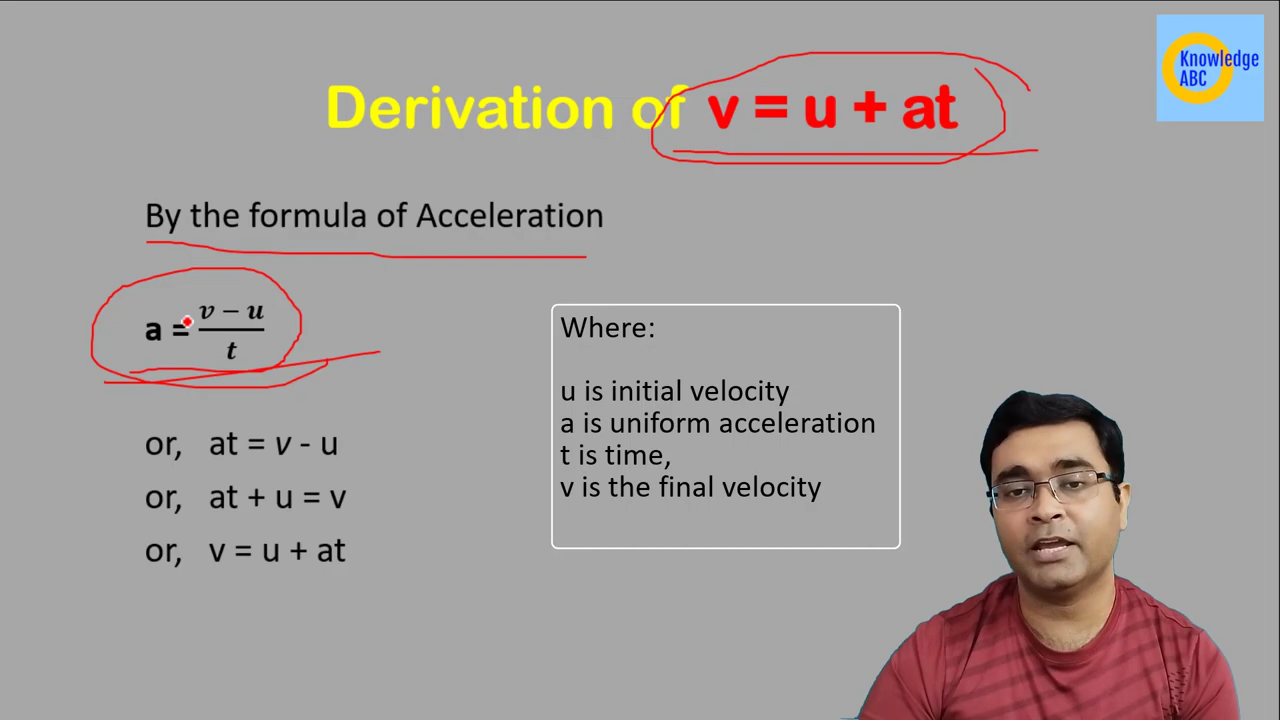 Knowledge
ABC
Derivation of v = u + at
By the formula of Acceleration
a = v − u / t
or, at = v - u
or, at + u = v
or, v = u + at
Where:
u is initial velocity
a is uniform acceleration
t is time,
v is the final velocity